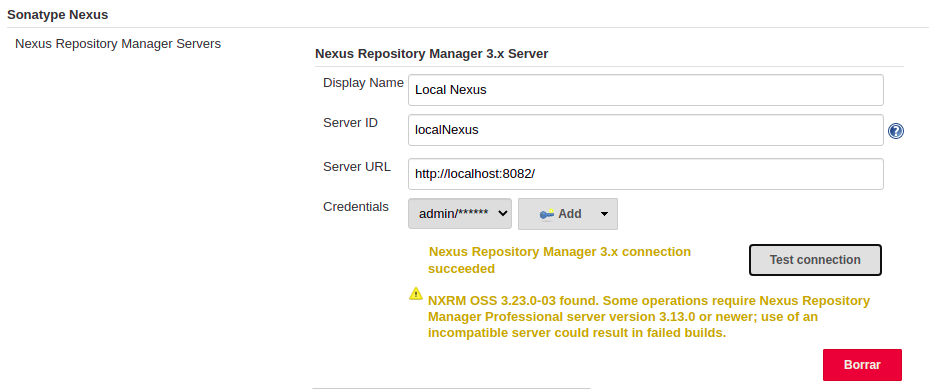 Sonatype Nexus
Nexus Repository Manager Servers
Nexus Repository Manager 3.x Server
Display Name Local Nexus
Server ID localNexus
Server URL http://localhost:8082/
Credentials admin/****** Add
Nexus Repository Manager 3.x connection
succeeded
Test connection
NXRM OSS 3.23.0-03 found. Some operations require Nexus Repository
Manager Professional server version 3.13.0 or newer; use of an
incompatible server could result in failed builds.
Borrar